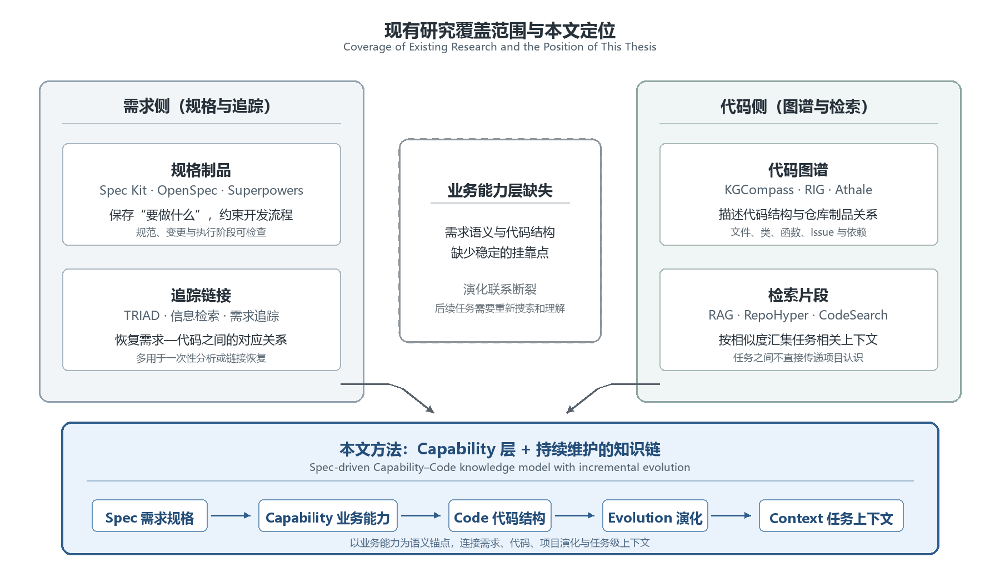 现有研究覆盖范围与本文定位
Coverage of Existing Research and the Position of This Thesis
需求侧（规格与追踪）
规格制品
Spec Kit · OpenSpec · Superpowers
保存“要做什么”，约束开发流程
规范、变更与执行阶段可检查
追踪链接
TRIAD · 信息检索 · 需求追踪
恢复需求—代码之间的对应关系
多用于一次性分析或链接恢复
业务能力层缺失
需求语义与代码结构
缺少稳定的挂靠点
演化联系断裂
后续任务需要重新搜索和理解
代码侧（图谱与检索）
代码图谱
KGCompass · RIG · Athale
描述代码结构与仓库制品关系
文件、类、函数、Issue 与依赖
检索片段
RAG · RepoHyper · CodeSearch
按相似度汇集任务相关上下文
任务之间不直接传递项目认识
本文方法：Capability 层 + 持续维护的知识链
Spec-driven Capability–Code knowledge model with incremental evolution
Spec 需求规格
Capability 业务能力
Code 代码结构
Evolution 演化
Context 任务上下文
以业务能力为语义锚点，连接需求、代码、项目演化与任务级上下文